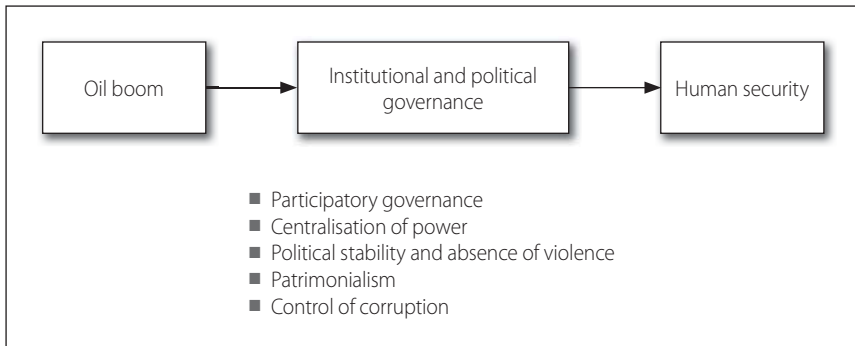 Oil boom
Institutional and political
governance
Human security
■ Participatory governance
■ Centralisation of power
■ Political stability and absence of violence
■ Patrimonialism
■ Control of corruption